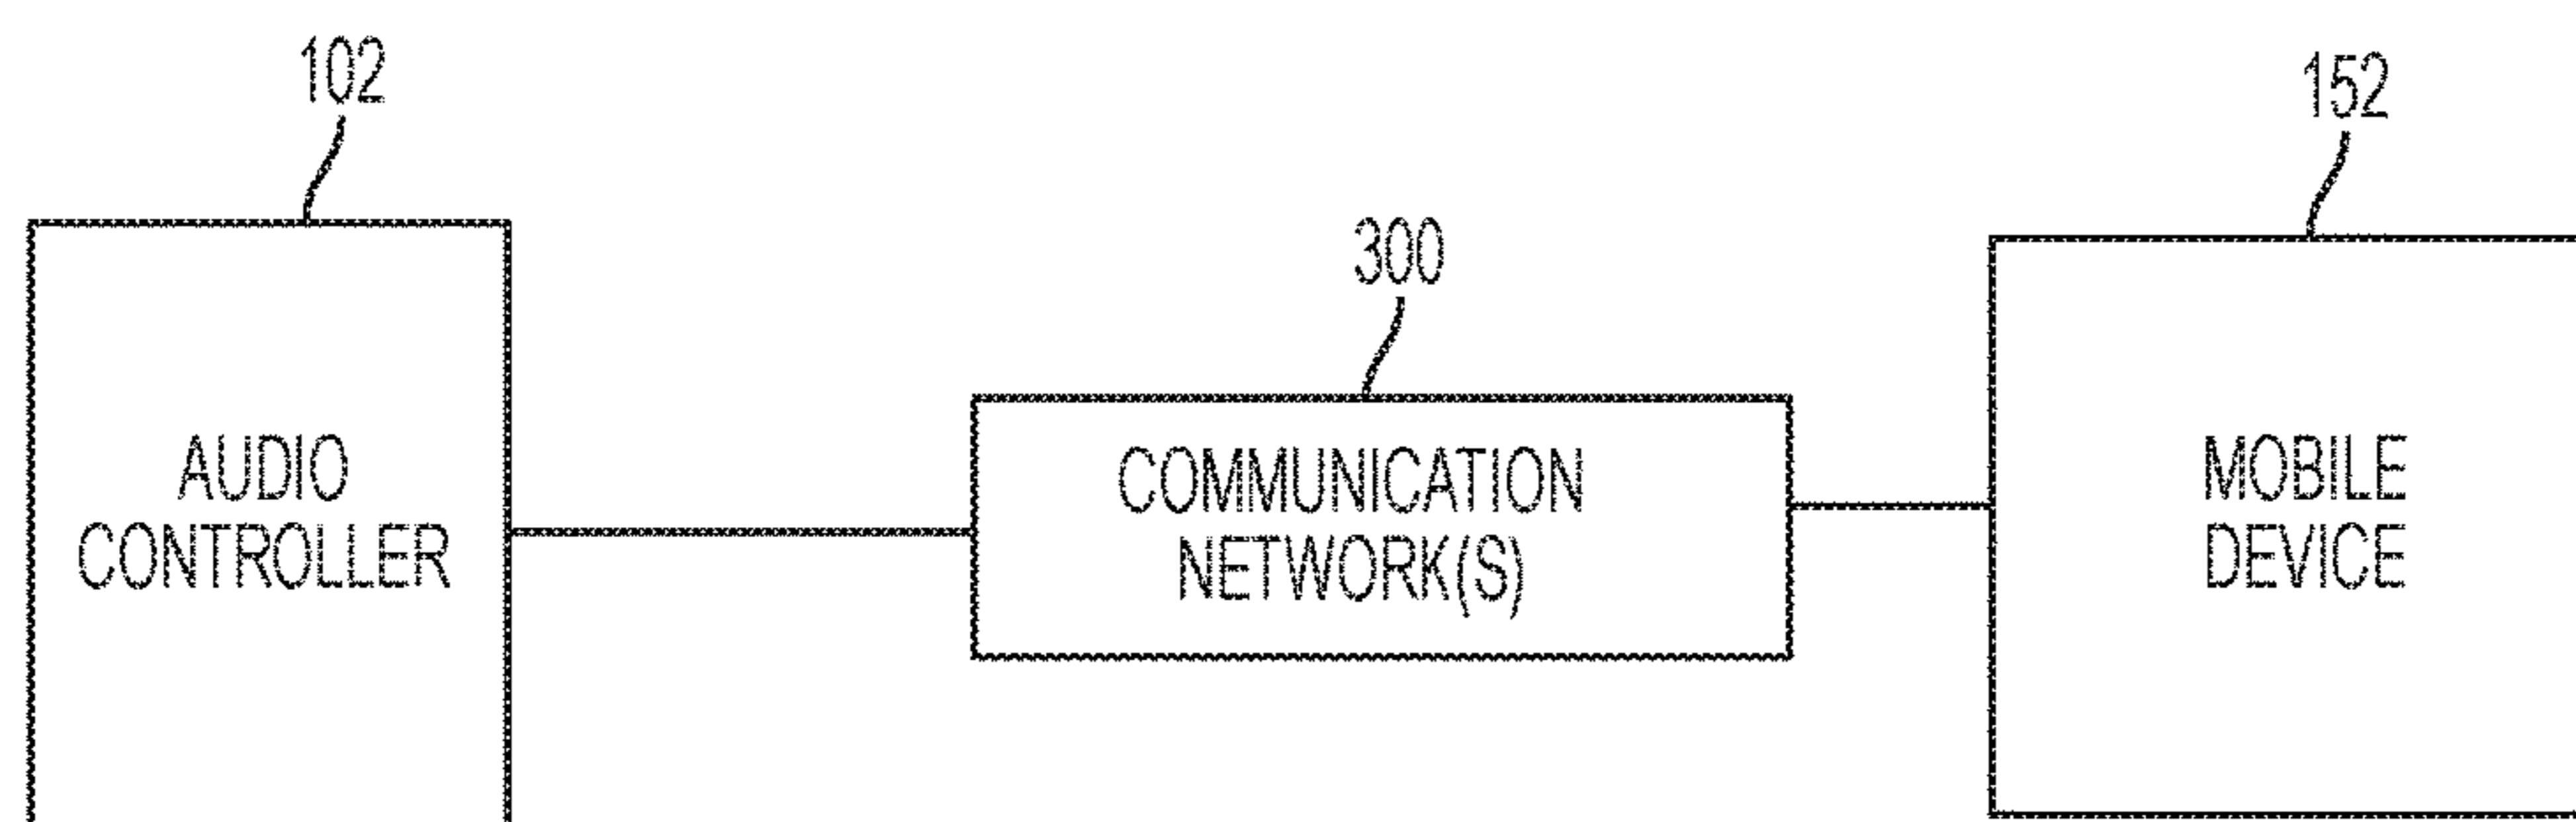 102
152
300
AUDIO
CONTROLLER
COMMUNICATION
NETWORK(S)
MOBILE
DEVICE